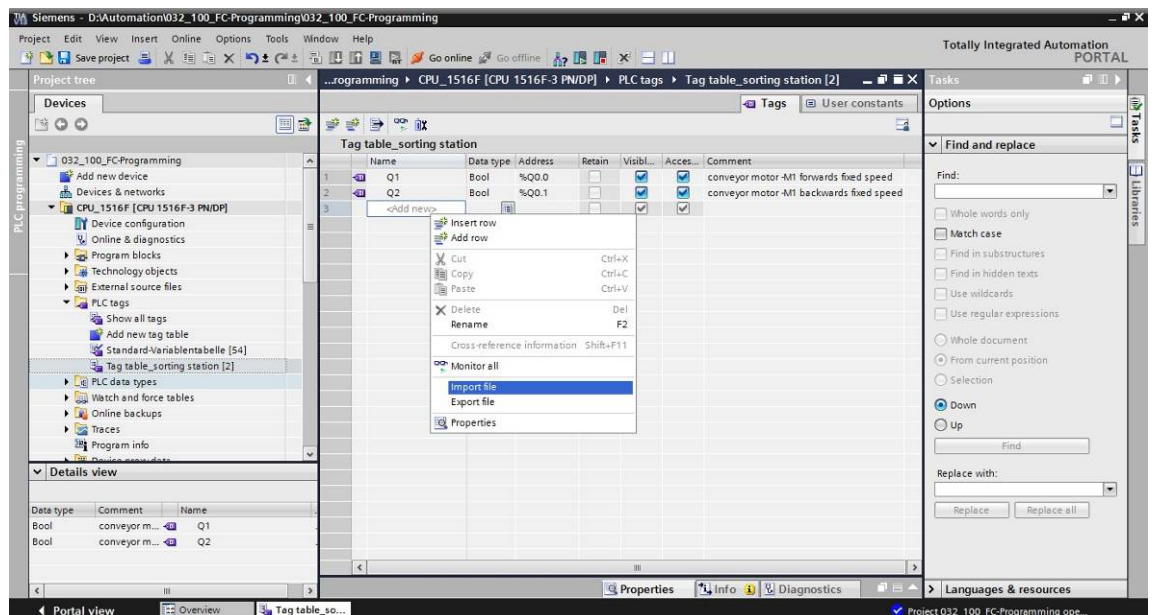 Siemens - D:\Automation\032_100_FC-Programming\032_100_FC-Programming
Project Edit View Insert Online Options Tools Window Help
Totally Integrated Automation
PORTAL
Save project Go online Go offline
Project tree
Devices
PLC programming
032_100_FC-Programming
Add new device
Devices & networks
CPU_1516F [CPU 1516F-3 PN/DP]
Device configuration
Online & diagnostics
Program blocks
Technology objects
External source files
PLC tags
Show all tags
Add new tag table
Standard-Variablentabelle [54]
Tag table_sorting station [2]
PLC data types
Watch and force tables
Online backups
Traces
Program info
Device proxy data
Details view
Data type Comment Name
Bool conveyor m... Q1
Bool conveyor m... Q2
...rogramming CPU_1516F [CPU 1516F-3 PN/DP] PLC tags Tag table_sorting station [2]
Tags User constants
Tag table_sorting station
Name Data type Address Retain Visibl... Acces... Comment
1 Q1 Bool %Q0.0 conveyor motor -M1 forwards fixed speed
2 Q2 Bool %Q0.1 conveyor motor -M1 backwards fixed speed
3 <Add new>
Insert row
Add row
Cut Ctrl+X
Copy Ctrl+C
Paste Ctrl+V
Delete Del
Rename F2
Cross-reference information Shift+F11
Monitor all
Import file
Export file
Properties
Properties Info Diagnostics
Tasks
Options
Find and replace
Find:
Whole words only
Match case
Find in substructures
Find in hidden texts
Use wildcards
Use regular expressions
Whole document
From current position
Selection
Down
Up
Find
Replace with:
Replace Replace all
Languages & resources
Tasks
Libraries
Portal view Overview Tag table_so...
Project 032_100_FC-Programming ope...